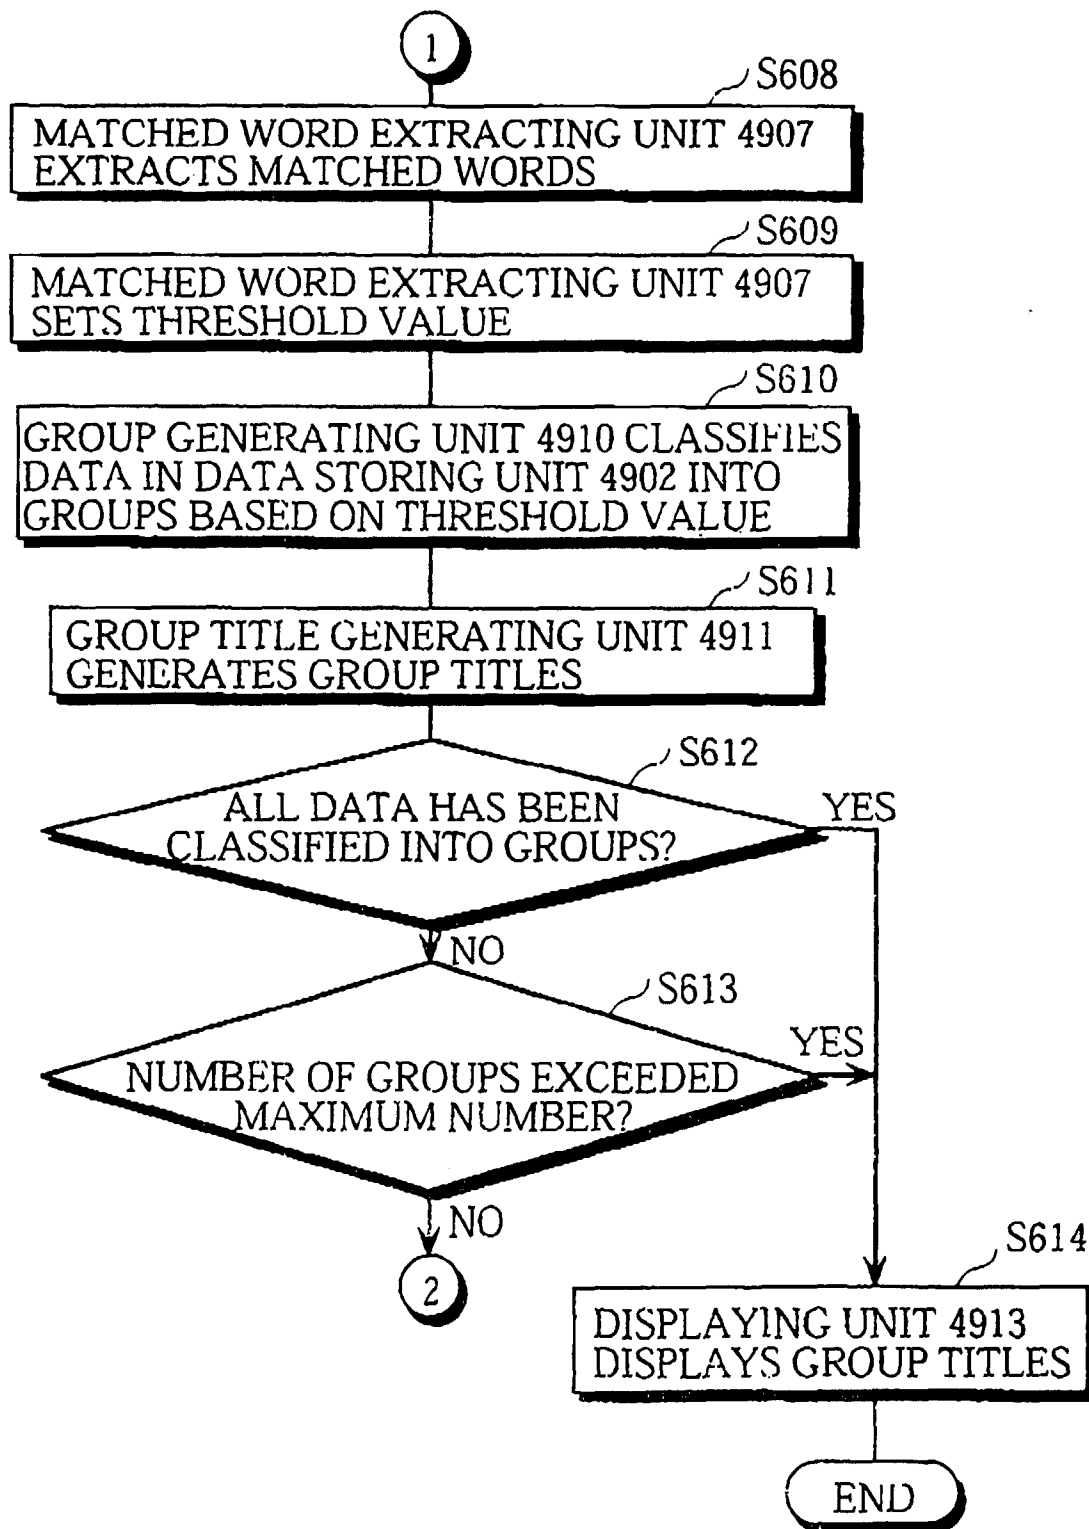 1
S608
MATCHED WORD EXTRACTING UNIT 4907
EXTRACTS MATCHED WORDS
S609
MATCHED WORD EXTRACTING UNIT 4907
SETS THRESHOLD VALUE
S610
GROUP GENERATING UNIT 4910 CLASSIFIES
DATA IN DATA STORING UNIT 4902 INTO
GROUPS BASED ON THRESHOLD VALUE
S611
GROUP TITLE GENERATING UNIT 4911
GENERATES GROUP TITLES
S612
ALL DATA HAS BEEN
CLASSIFIED INTO GROUPS?
YES
NO
S613
NUMBER OF GROUPS EXCEEDED
MAXIMUM NUMBER?
YES
NO
2
S614
DISPLAYING UNIT 4913
DISPLAYS GROUP TITLES
END